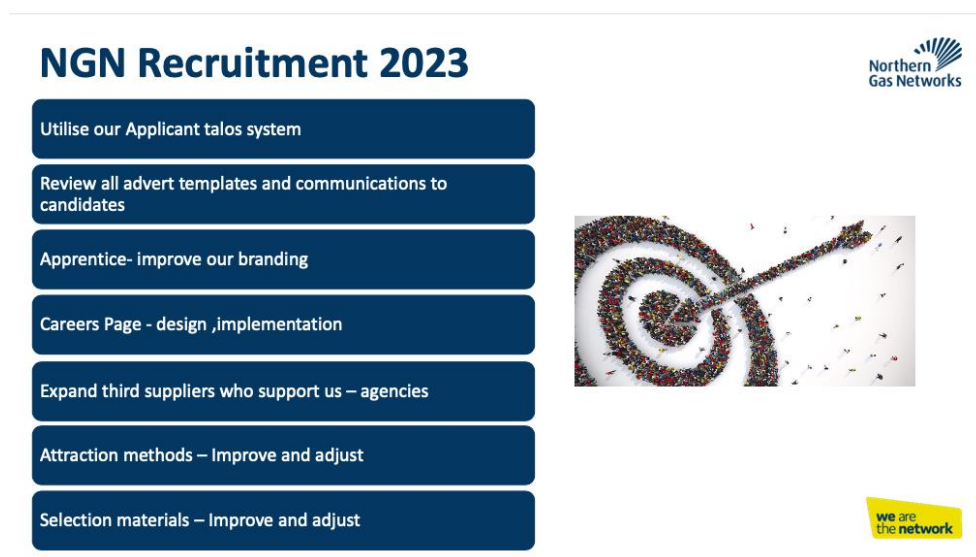 NGN Recruitment 2023
Northern
Gas Networks
Utilise our Applicant talos system
Review all advert templates and communications to
candidates
Apprentice- improve our branding
Careers Page - design ,implementation
Expand third suppliers who support us – agencies
Attraction methods – Improve and adjust
Selection materials – Improve and adjust
we are
the network